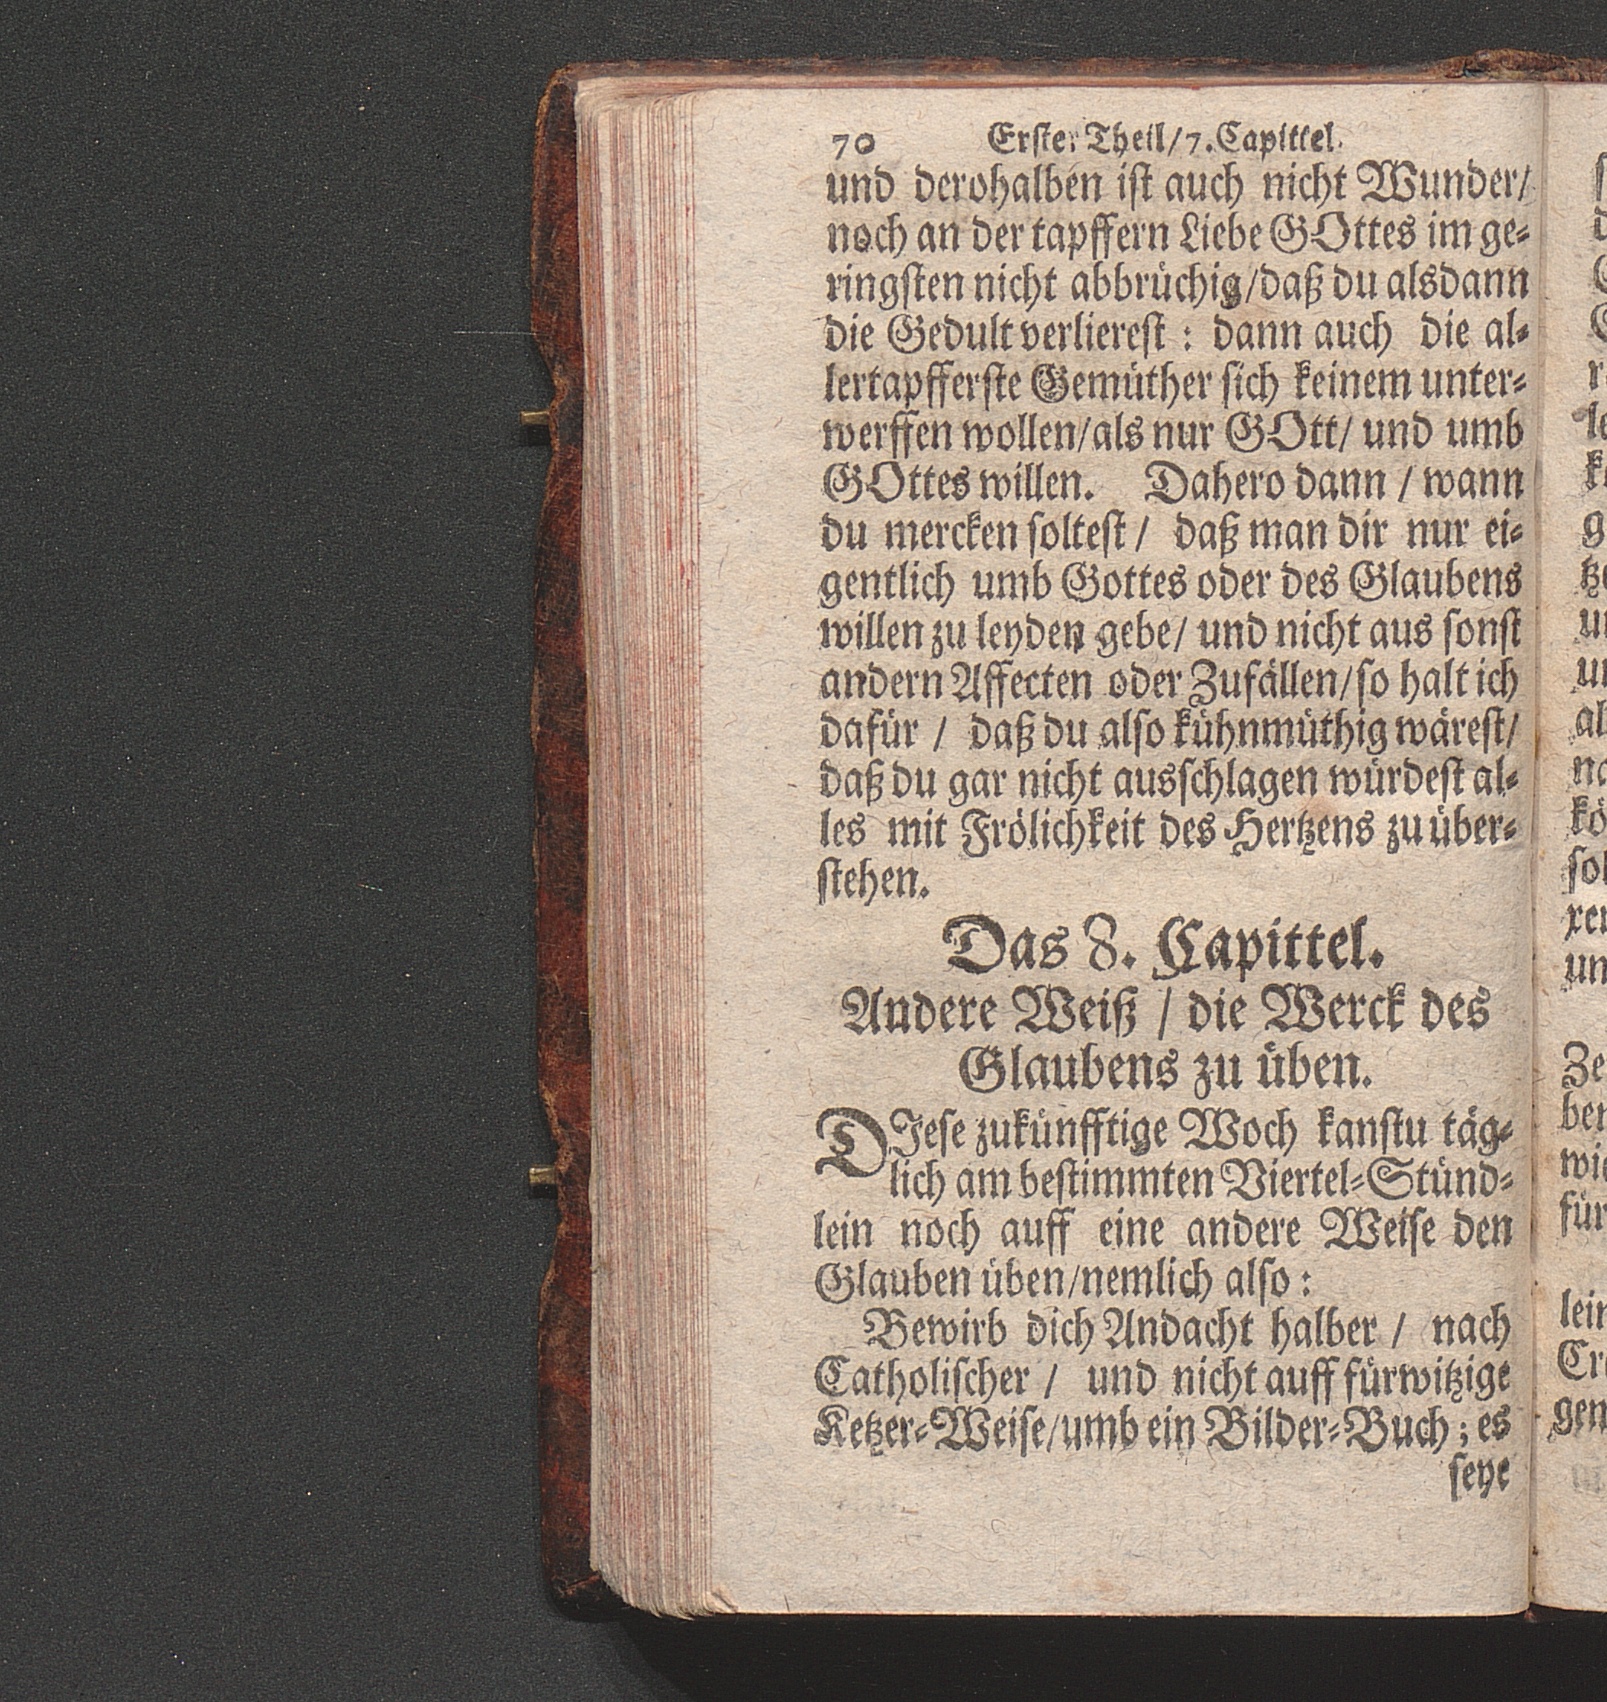 70 Erster Theil/7. Capittel.
und derohalben ist auch nicht Wunder/
noch an der tapffern Liebe GOttes im ge-
ringsten nicht abbrüchig/daß du alsdann
die Gedult verlierest: dann auch die al-
lertapfferste Gemüther sich keinem unter-
werffen wollen/als nur GOtt/ und umb
GOttes willen. Dahero dann / wann
du mercken soltest / daß man dir nur ei-
gentlich umb Gottes oder des Glaubens
willen zu leyden gebe/ und nicht aus sonst
andern Affecten oder Zufällen/so halt ich
dafür / daß du also kühnmüthig wärest/
daß du gar nicht ausschlagen würdest al-
les mit Frölichkeit des Hertzens zu über-
stehen.
Das 8. Capittel.
Andere Weiß / die Werck des
Glaubens zu üben.
DJese zukünfftige Woch kanstu täg-
lich am bestimmten Viertel-Stünd-
lein noch auff eine andere Weise den
Glauben üben/nemlich also:
Bewirb dich Andacht halber / nach
Catholischer / und nicht auff fürwitzige
Ketzer-Weise/umb ein Bilder-Buch; es
seye